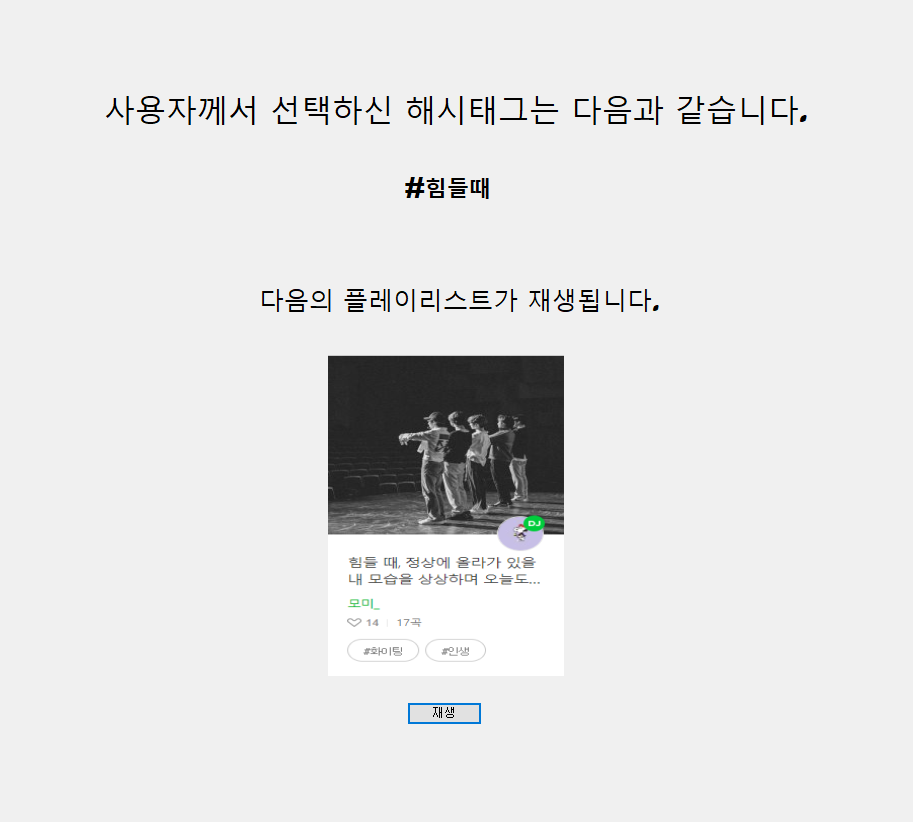 사용자께서 선택하신 해시태그는 다음과 같습니다.
#힘들때
다음의 플레이리스트가 재생됩니다.
DJ
힘들 때, 정상에 올라가 있을
내 모습을 상상하며 오늘도...
모미_
14 | 17곡
#화이팅 #인생
재생